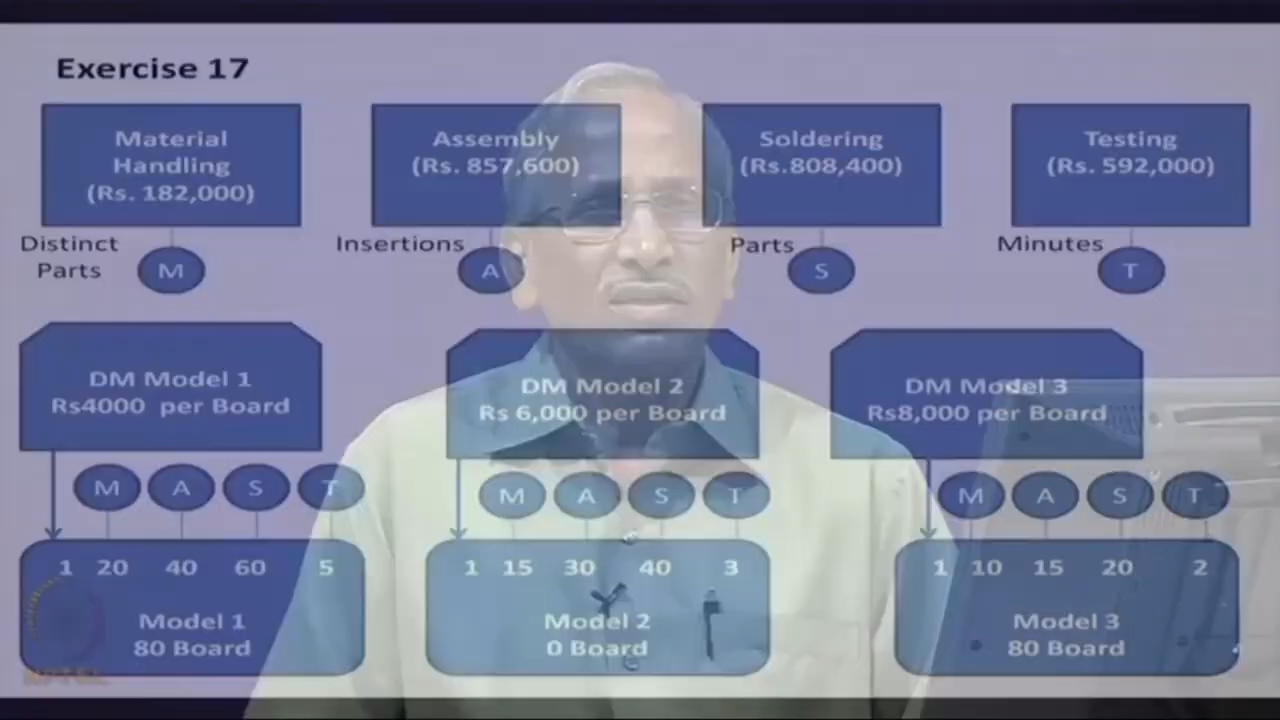 Exercise 17
Material
Handling
(Rs. 182,000)
Assembly
(Rs. 857,600)
Soldering
(Rs.808,400)
Testing
(Rs. 592,000)
Distinct
Parts
M
Insertions
A
Parts
S
Minutes
T
DM Model 1
Rs4000 per Board
DM Model 2
Rs 6,000 per Board
DM Model 3
Rs8,000 per Board
M A S T
M A S T
M A S T
1 20 40 60 5
Model 1
80 Board
1 15 30 40 3
Model 2
0 Board
1 10 15 20 2
Model 3
80 Board